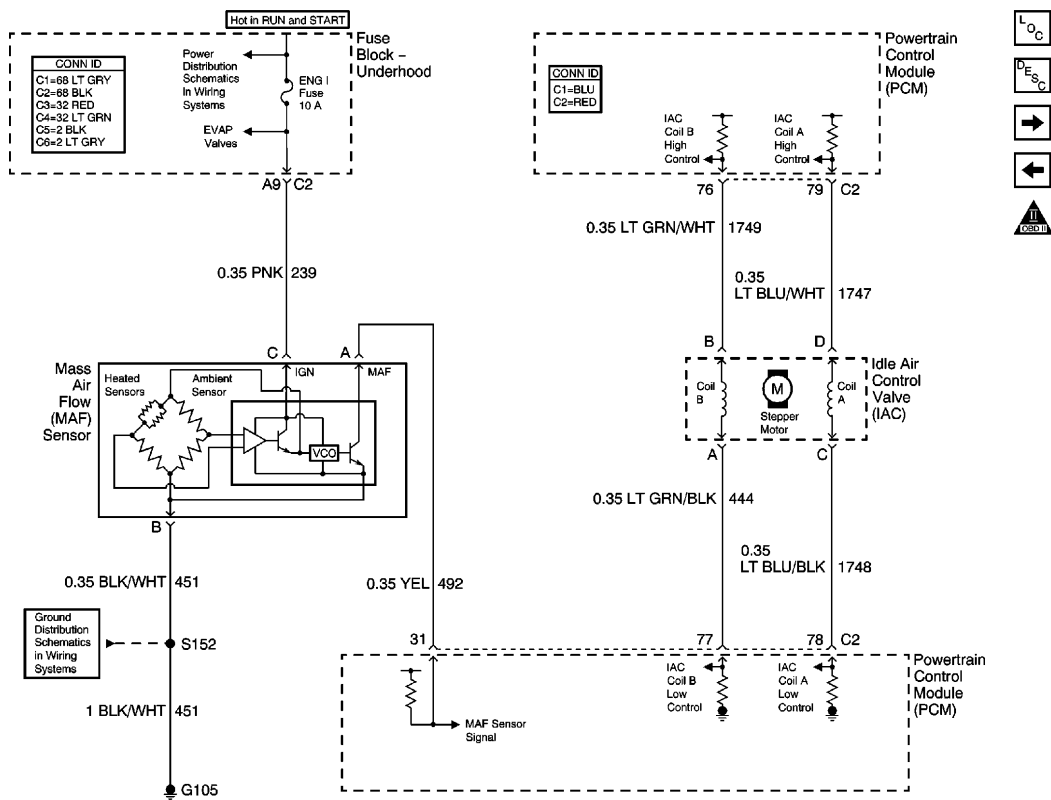 Hot in RUN and START
Fuse
Block –
Underhood
CONN ID
C1=68 LT GRY
C2=68 BLK
C3=32 RED
C4=32 LT GRN
C5=2 BLK
C6=2 LT GRY
Power
Distribution
Schematics
In Wiring
Systems
ENG I
Fuse
10 A
EVAP
Valves
A9
C2
Powertrain
Control
Module
(PCM)
CONN ID
C1=BLU
C2=RED
IAC
Coil B
High
Control
IAC
Coil A
High
Control
76
79
C2
LOC
DESC
II
OBD II
0.35 LT GRN/WHT
1749
0.35 PNK
239
0.35
LT BLU/WHT
1747
C
A
B
D
IGN
MAF
Mass
Air
Flow
(MAF)
Sensor
Heated
Sensors
Ambient
Sensor
VCO
B
Coil
B
M
Stepper
Motor
Coil
A
Idle Air
Control
Valve
(IAC)
A
C
0.35 LT GRN/BLK
444
0.35
LT BLU/BLK
1748
0.35 BLK/WHT
451
0.35 YEL
492
Ground
Distribution
Schematics
in Wiring
Systems
S152
1 BLK/WHT
451
G105
31
77
78
C2
MAF Sensor
Signal
IAC
Coil B
Low
Control
IAC
Coil A
Low
Control
Powertrain
Control
Module
(PCM)